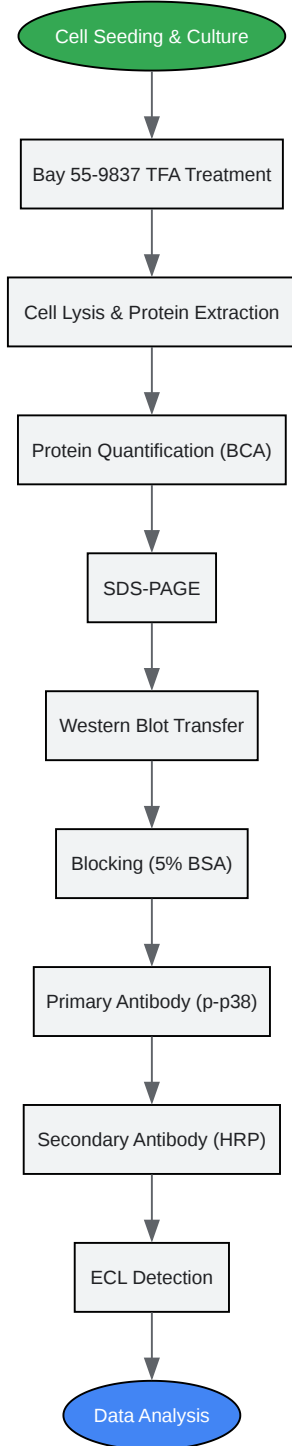 Cell Seeding & Culture
Bay 55-9837 TFA Treatment
Cell Lysis & Protein Extraction
Protein Quantification (BCA)
SDS-PAGE
Western Blot Transfer
Blocking (5% BSA)
Primary Antibody (p-p38)
Secondary Antibody (HRP)
ECL Detection
Data Analysis